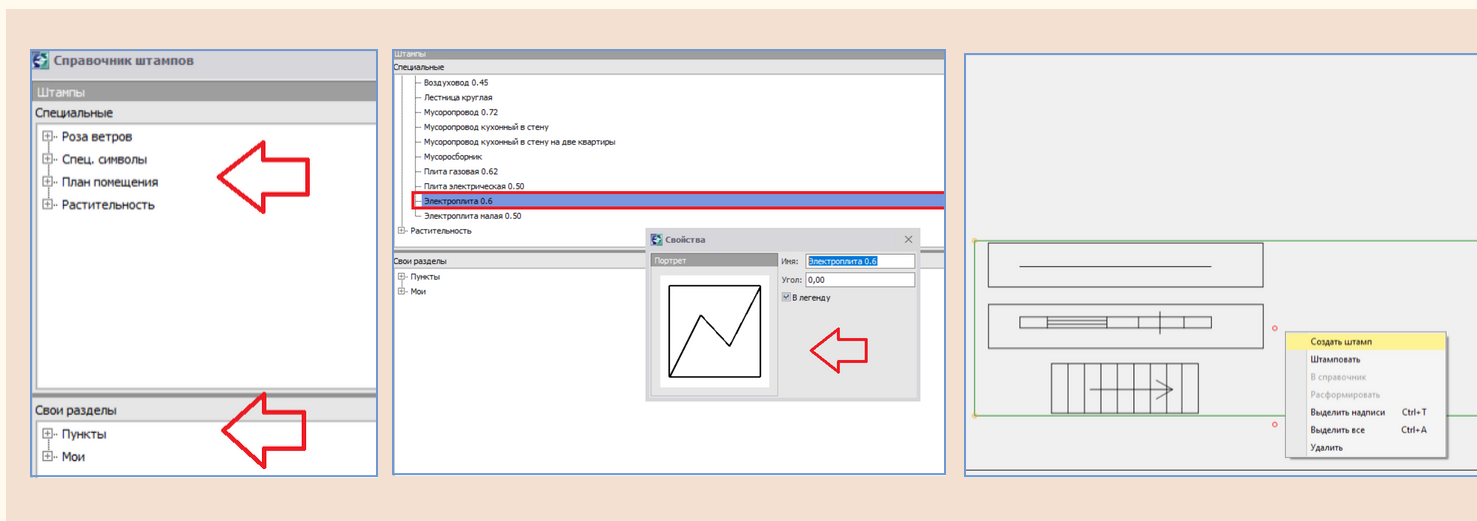 Справочник штампов
Штампы
Специальные
Роза ветров
Спец. символы
План помещения
Растительность
Свои разделы
Пункты
Мои
Штампы
Специальные
Воздуховод 0.45
Лестница круглая
Мусоропровод 0.72
Мусоропровод кухонный в стену
Мусоропровод кухонный в стену на две квартиры
Мусоросборник
Плита газовая 0.62
Плита электрическая 0.50
Электроплита 0.6
Электроплита малая 0.50
Растительность
Свои разделы
Пункты
Мои
Свойства
Портрет
Имя: Электроплита 0.6
Угол: 0,00
В легенду
Создать штамп
Штамповать
В справочник
Расформировать
Выделить надписи Ctrl+T
Выделить все Ctrl+A
Удалить